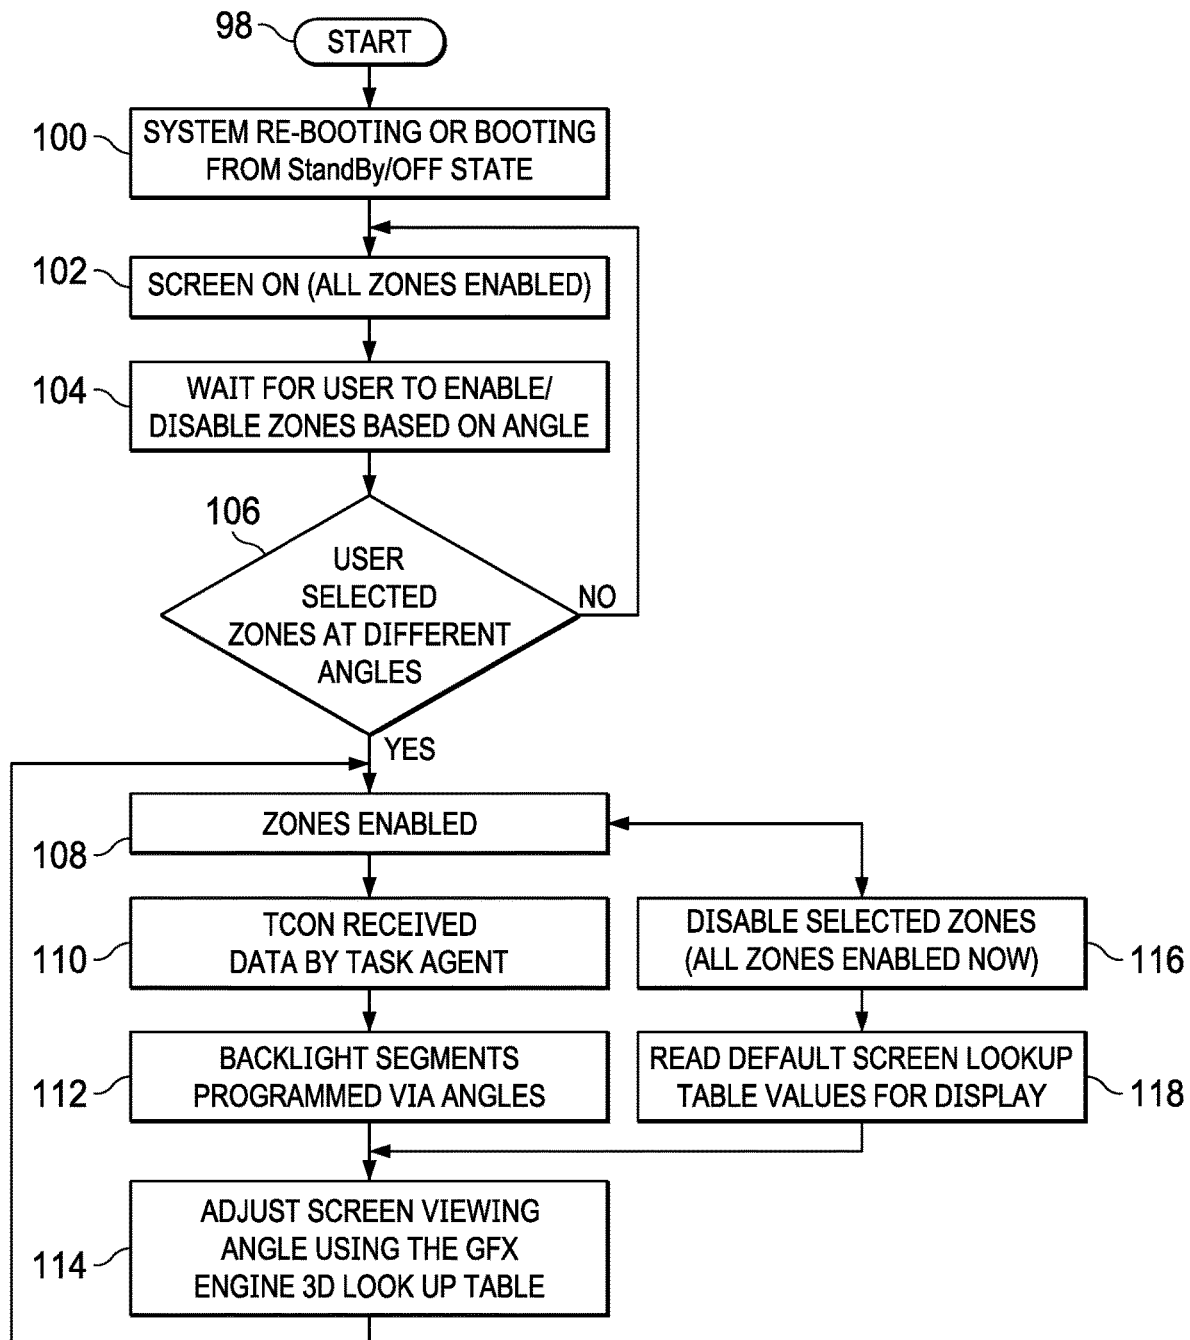 98
START
100
SYSTEM RE-BOOTING OR BOOTING
FROM StandBy/OFF STATE
102
SCREEN ON (ALL ZONES ENABLED)
104
WAIT FOR USER TO ENABLE/
DISABLE ZONES BASED ON ANGLE
106
USER
SELECTED
ZONES AT DIFFERENT
ANGLES
NO
YES
ZONES ENABLED
108
TCON RECEIVED
DATA BY TASK AGENT
110
DISABLE SELECTED ZONES
(ALL ZONES ENABLED NOW)
116
BACKLIGHT SEGMENTS
PROGRAMMED VIA ANGLES
112
READ DEFAULT SCREEN LOOKUP
TABLE VALUES FOR DISPLAY
118
ADJUST SCREEN VIEWING
ANGLE USING THE GFX
ENGINE 3D LOOK UP TABLE
114